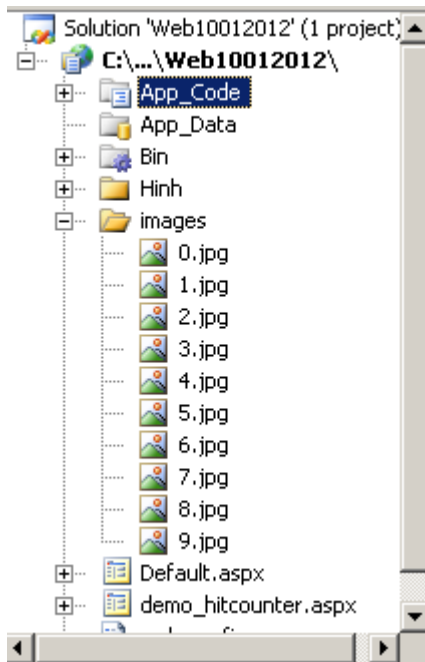 Solution 'Web10012012' (1 project)
C:\...\Web10012012\
App_Code
App_Data
Bin
Hinh
images
0.jpg
1.jpg
2.jpg
3.jpg
4.jpg
5.jpg
6.jpg
7.jpg
8.jpg
9.jpg
Default.aspx
demo_hitcounter.aspx